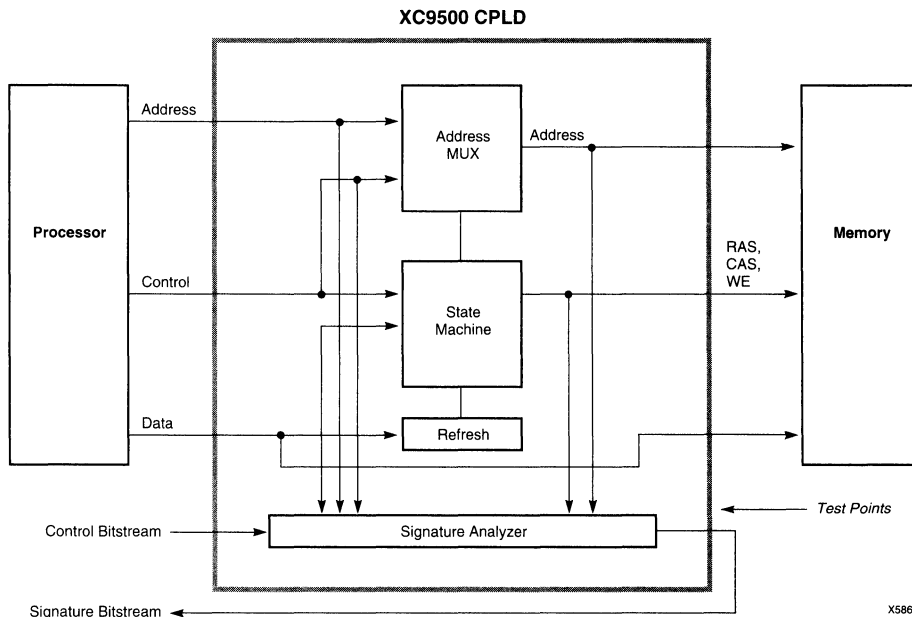 XC9500 CPLD
Address
Address
MUX
Address
Processor
Memory
RAS,
CAS,
WE
Control
State
Machine
Data
Refresh
Test Points
Control Bitstream
Signature Analyzer
Signature Bitstream
X586